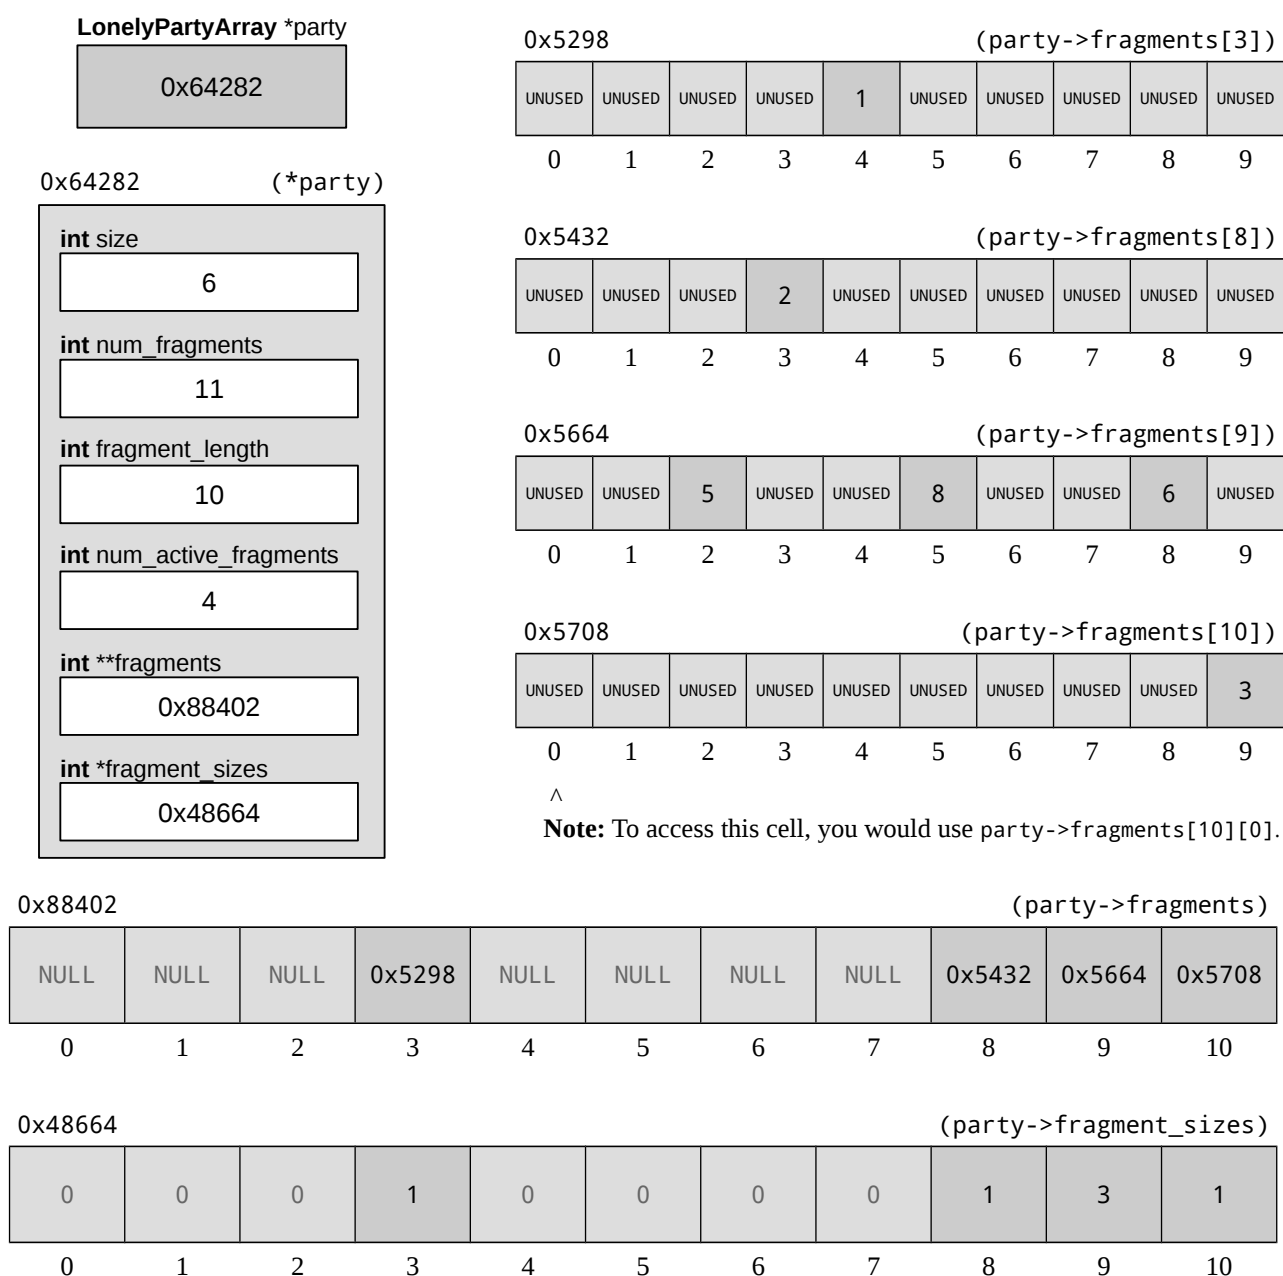 LonelyPartyArray *party
0x64282
0x64282 (*party)
int size
6
int num_fragments
11
int fragment_length
10
int num_active_fragments
4
int **fragments
0x88402
int *fragment_sizes
0x48664
0x5298 (party->fragments[3])
UNUSED UNUSED UNUSED UNUSED 1 UNUSED UNUSED UNUSED UNUSED UNUSED
0 1 2 3 4 5 6 7 8 9
0x5432 (party->fragments[8])
UNUSED UNUSED UNUSED 2 UNUSED UNUSED UNUSED UNUSED UNUSED UNUSED
0 1 2 3 4 5 6 7 8 9
0x5664 (party->fragments[9])
UNUSED UNUSED 5 UNUSED UNUSED 8 UNUSED UNUSED 6 UNUSED
0 1 2 3 4 5 6 7 8 9
0x5708 (party->fragments[10])
UNUSED UNUSED UNUSED UNUSED UNUSED UNUSED UNUSED UNUSED UNUSED 3
0 1 2 3 4 5 6 7 8 9
^
Note: To access this cell, you would use party->fragments[10][0].
0x88402 (party->fragments)
NULL NULL NULL 0x5298 NULL NULL NULL NULL 0x5432 0x5664 0x5708
0 1 2 3 4 5 6 7 8 9 10
0x48664 (party->fragment_sizes)
0 0 0 1 0 0 0 0 1 3 1
0 1 2 3 4 5 6 7 8 9 10